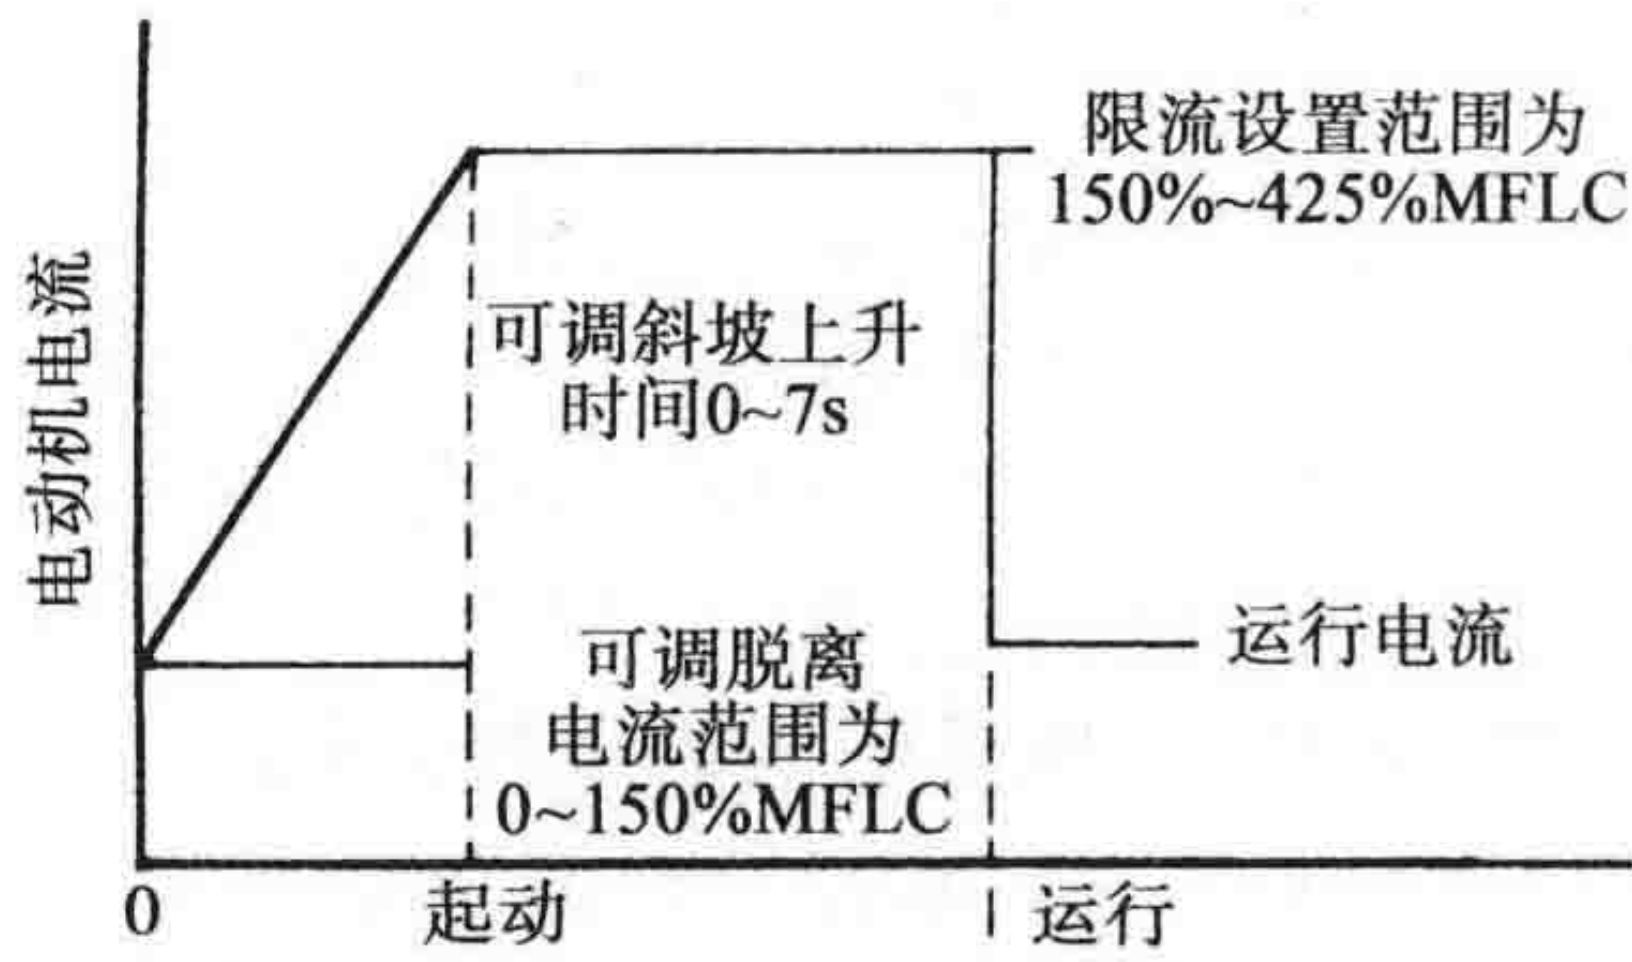 限流设置范围为
150%~425%MFLC
电动机电流
可调斜坡上升
时间0~7s
可调脱离
电流范围为
0~150%MFLC
运行电流
0
起动
运行